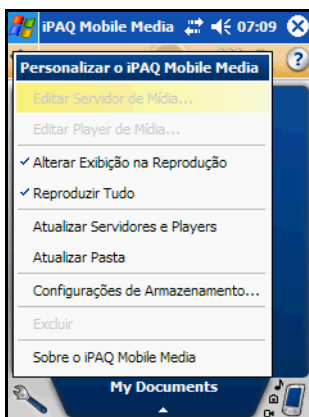 iPAQ Mobile Media 07:09
Personalizar o iPAQ Mobile Media
Editar Servidor de Mídia...
Editar Player de Mídia...
Alterar Exibição na Reprodução
Reproduzir Tudo
Atualizar Servidores e Players
Atualizar Pasta
Configurações de Armazenamento...
Excluir
Sobre o iPAQ Mobile Media
My Documents